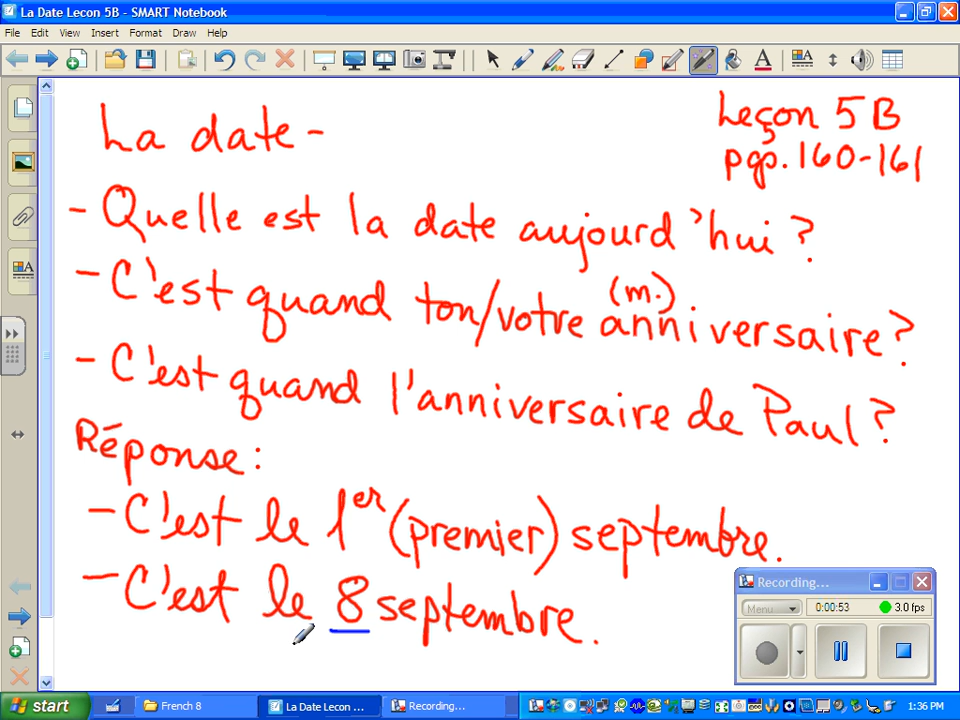 La Date Lecon 5B - SMART Notebook
File Edit View Insert Format Draw Help
La date -
Leçon 5B
pgs. 160-161
- Quelle est la date aujourd'hui?
(m.)
- C'est quand ton/votre anniversaire?
- C'est quand l'anniversaire de Paul?
Réponse:
- C'est le 1er (premier) septembre.
- C'est le 8 septembre.
Recording...
Menu 0:00:53 3.0 fps
start French 8 La Date Lecon ... Recording... 1:36 PM